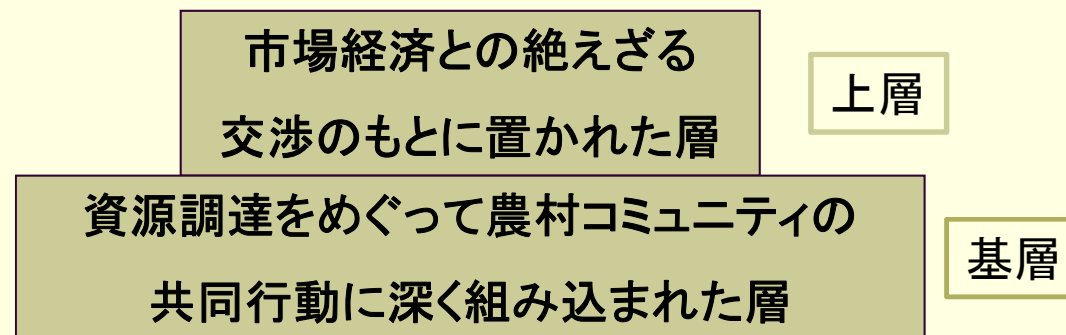 市場経済との絶えざる
交渉のもとに置かれた層
上層
資源調達をめぐって農村コミュニティの
共同行動に深く組み込まれた層
基層